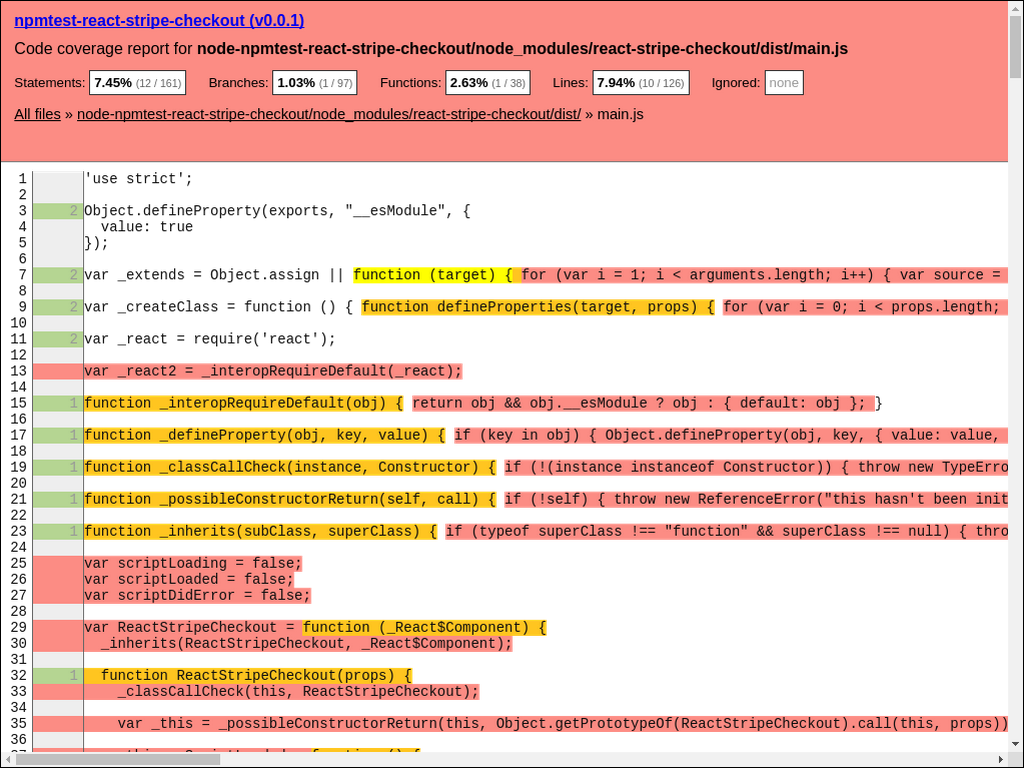 npmtest-react-stripe-checkout (v0.0.1)
Code coverage report for node-npmtest-react-stripe-checkout/node_modules/react-stripe-checkout/dist/main.js
Statements: 7.45% (12 / 161) Branches: 1.03% (1 / 97) Functions: 2.63% (1 / 38) Lines: 7.94% (10 / 126) Ignored: none
All files » node-npmtest-react-stripe-checkout/node_modules/react-stripe-checkout/dist/ » main.js
1 'use strict';
2
3 2 Object.defineProperty(exports, "__esModule", {
4   value: true
5 });
6
7 2 var _extends = Object.assign || function (target) { for (var i = 1; i < arguments.length; i++) { var source =
8
9 2 var _createClass = function () { function defineProperties(target, props) { for (var i = 0; i < props.length;
10
11 2 var _react = require('react');
12
13 var _react2 = _interopRequireDefault(_react);
14
15 1 function _interopRequireDefault(obj) { return obj && obj.__esModule ? obj : { default: obj }; }
16
17 1 function _defineProperty(obj, key, value) { if (key in obj) { Object.defineProperty(obj, key, { value: value,
18
19 1 function _classCallCheck(instance, Constructor) { if (!(instance instanceof Constructor)) { throw new TypeErro
20
21 1 function _possibleConstructorReturn(self, call) { if (!self) { throw new ReferenceError("this hasn't been init
22
23 1 function _inherits(subClass, superClass) { if (typeof superClass !== "function" && superClass !== null) { thro
24
25 var scriptLoading = false;
26 var scriptLoaded = false;
27 var scriptDidError = false;
28
29 var ReactStripeCheckout = function (_React$Component) {
30   _inherits(ReactStripeCheckout, _React$Component);
31
32 1   function ReactStripeCheckout(props) {
33     _classCallCheck(this, ReactStripeCheckout);
34
35     var _this = _possibleConstructorReturn(this, Object.getPrototypeOf(ReactStripeCheckout).call(this, props))
36